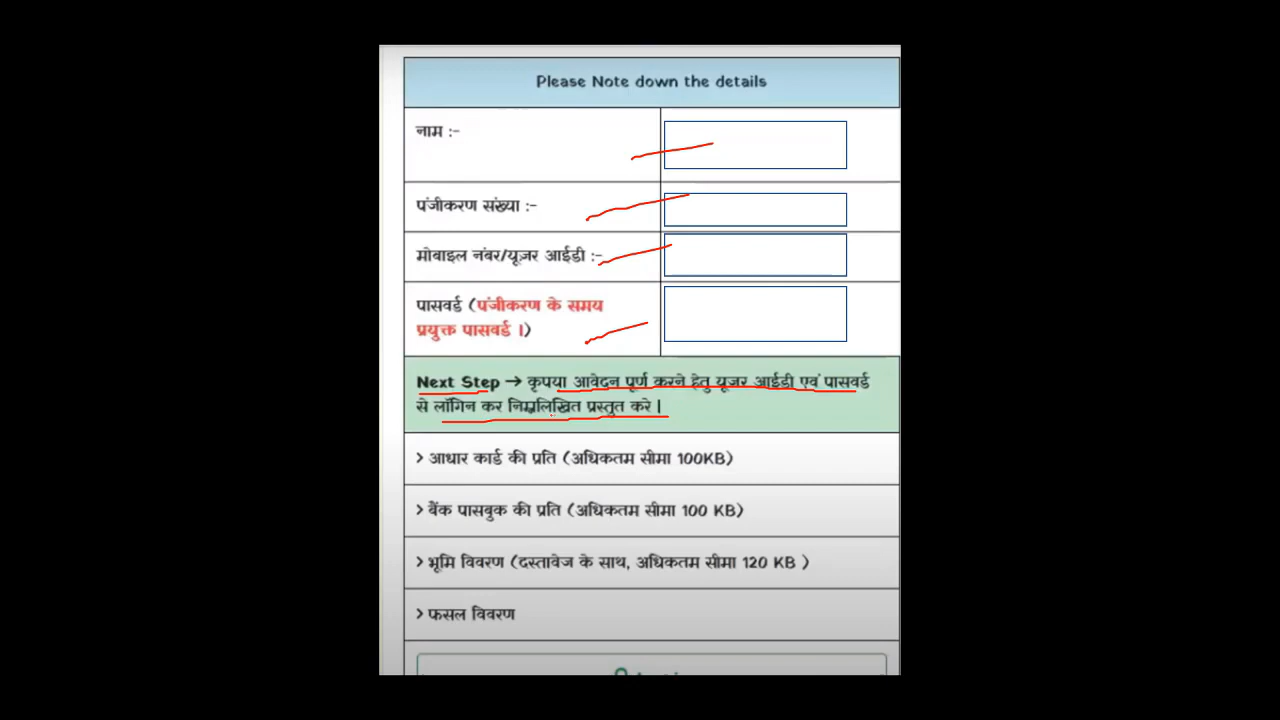 Please Note down the details
नाम :-
पंजीकरण संख्या :-
मोबाइल नंबर/यूज़र आईडी :-
पासवर्ड (पंजीकरण के समय
प्रयुक्त पासवर्ड ।)
Next Step → कृपया आवेदन पूर्ण करने हेतु यूजर आईडी एवं पासवर्ड
से लॉगिन कर निम्नलिखित प्रस्तुत करे |
> आधार कार्ड की प्रति (अधिकतम सीमा 100KB)
> बैंक पासबुक की प्रति (अधिकतम सीमा 100 KB)
> भूमि विवरण (दस्तावेज के साथ, अधिकतम सीमा 120 KB )
> फसल विवरण